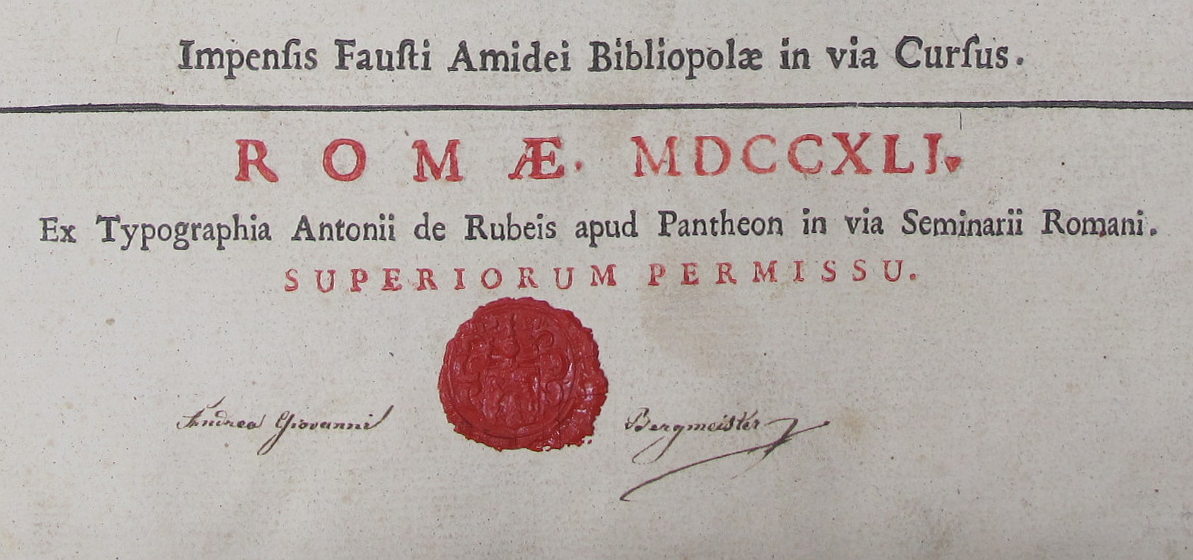 Impenſis Fauſti Amidei Bibliopolæ in via Curſus.
ROMÆ. MDCCXLI.
Ex Typographia Antonii de Rubeis apud Pantheon in via Seminarii Romani.
SUPERIORUM PERMISSU.
Andrea Giovanni Bergmeister